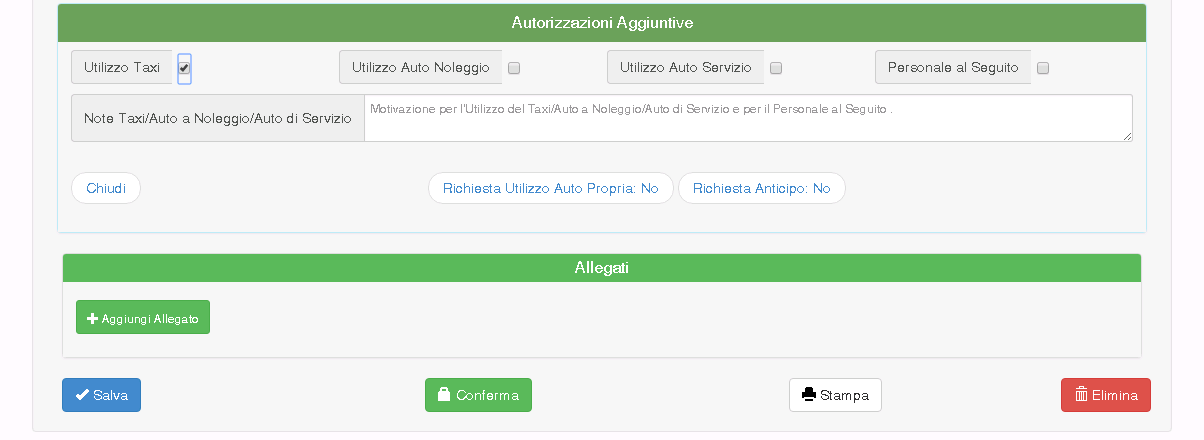 Autorizzazioni Aggiuntive
Utilizzo Taxi Utilizzo Auto Noleggio Utilizzo Auto Servizio Personale al Seguito
Note Taxi/Auto a Noleggio/Auto di Servizio Motivazione per l'Utilizzo del Taxi/Auto a Noleggio/Auto di Servizio e per il Personale al Seguito .
Chiudi Richiesta Utilizzo Auto Propria: No Richiesta Anticipo: No
Allegati
Aggiungi Allegato
Salva Conferma Stampa Elimina